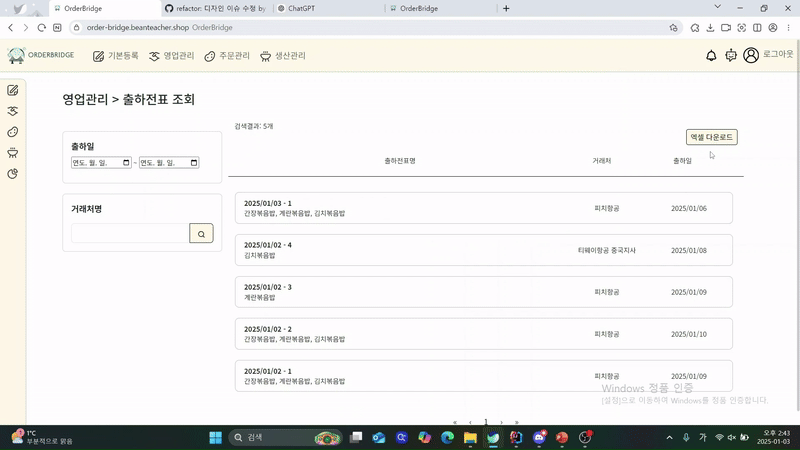 OrderBridge
refactor: 디자인 이슈 수정 by
ChatGPT
OrderBridge
order-bridge.beanteacher.shop OrderBridge
ORDERBRIDGE
기본등록
영업관리
주문관리
생산관리
로그아웃
영업관리 > 출하전표 조회
검색결과: 5개
엑셀 다운로드
출하일
연도. 월. 일. ~ 연도. 월. 일.
거래처명
출하전표명 거래처 출하일
2025/01/03 - 1
간장볶음밥, 계란볶음밥, 김치볶음밥
피치항공 2025/01/06
2025/01/02 - 4
김치볶음밥
티웨이항공 중국지사 2025/01/08
2025/01/02 - 3
계란볶음밥
피치항공 2025/01/09
2025/01/02 - 2
간장볶음밥, 계란볶음밥, 김치볶음밥
피치항공 2025/01/10
2025/01/02 - 1
간장볶음밥, 계란볶음밥, 김치볶음밥
피치항공 2025/01/09
« ‹ 1 › »
Windows 정품 인증
[설정]으로 이동하여 Windows를 정품 인증합니다.
1°C
부분적으로 맑음
검색
가
오후 2:43
2025-01-03